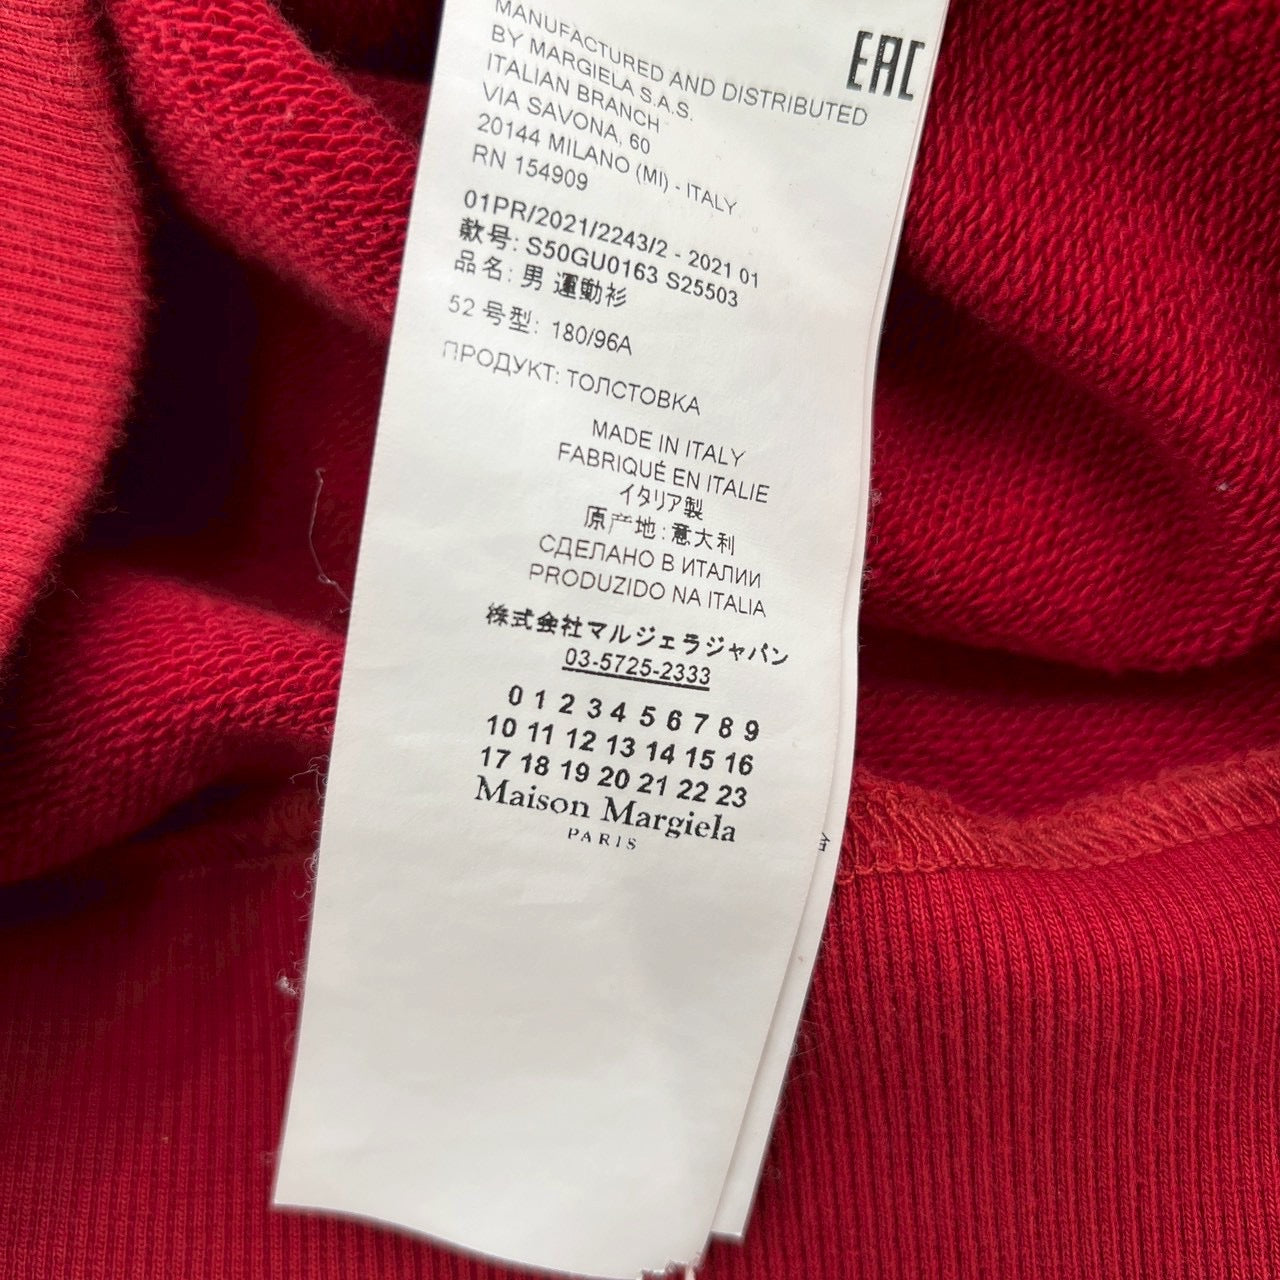 MANUFACTURED AND DISTRIBUTED
BY MARGIELA S.A.S.
ITALIAN BRANCH
VIA SAVONA, 60
20144 MILANO (MI) - ITALY
RN 154909
EAC
01PR/2021/2243/2 - 2021 01
款号: S50GU0163 S25503
品名: 男 運動衫
52 号型: 180/96A
ПРОДУКТ: ТОЛСТОВКА
MADE IN ITALY
FABRIQUÉ EN ITALIE
イタリア製
原产地:意大利
СДЕЛАНО В ИТАЛИИ
PRODUZIDO NA ITALIA
株式会社マルジェラジャパン
03-5725-2333
0 1 2 3 4 5 6 7 8 9
10 11 12 13 14 15 16
17 18 19 20 21 22 23
Maison Margiela
PARIS